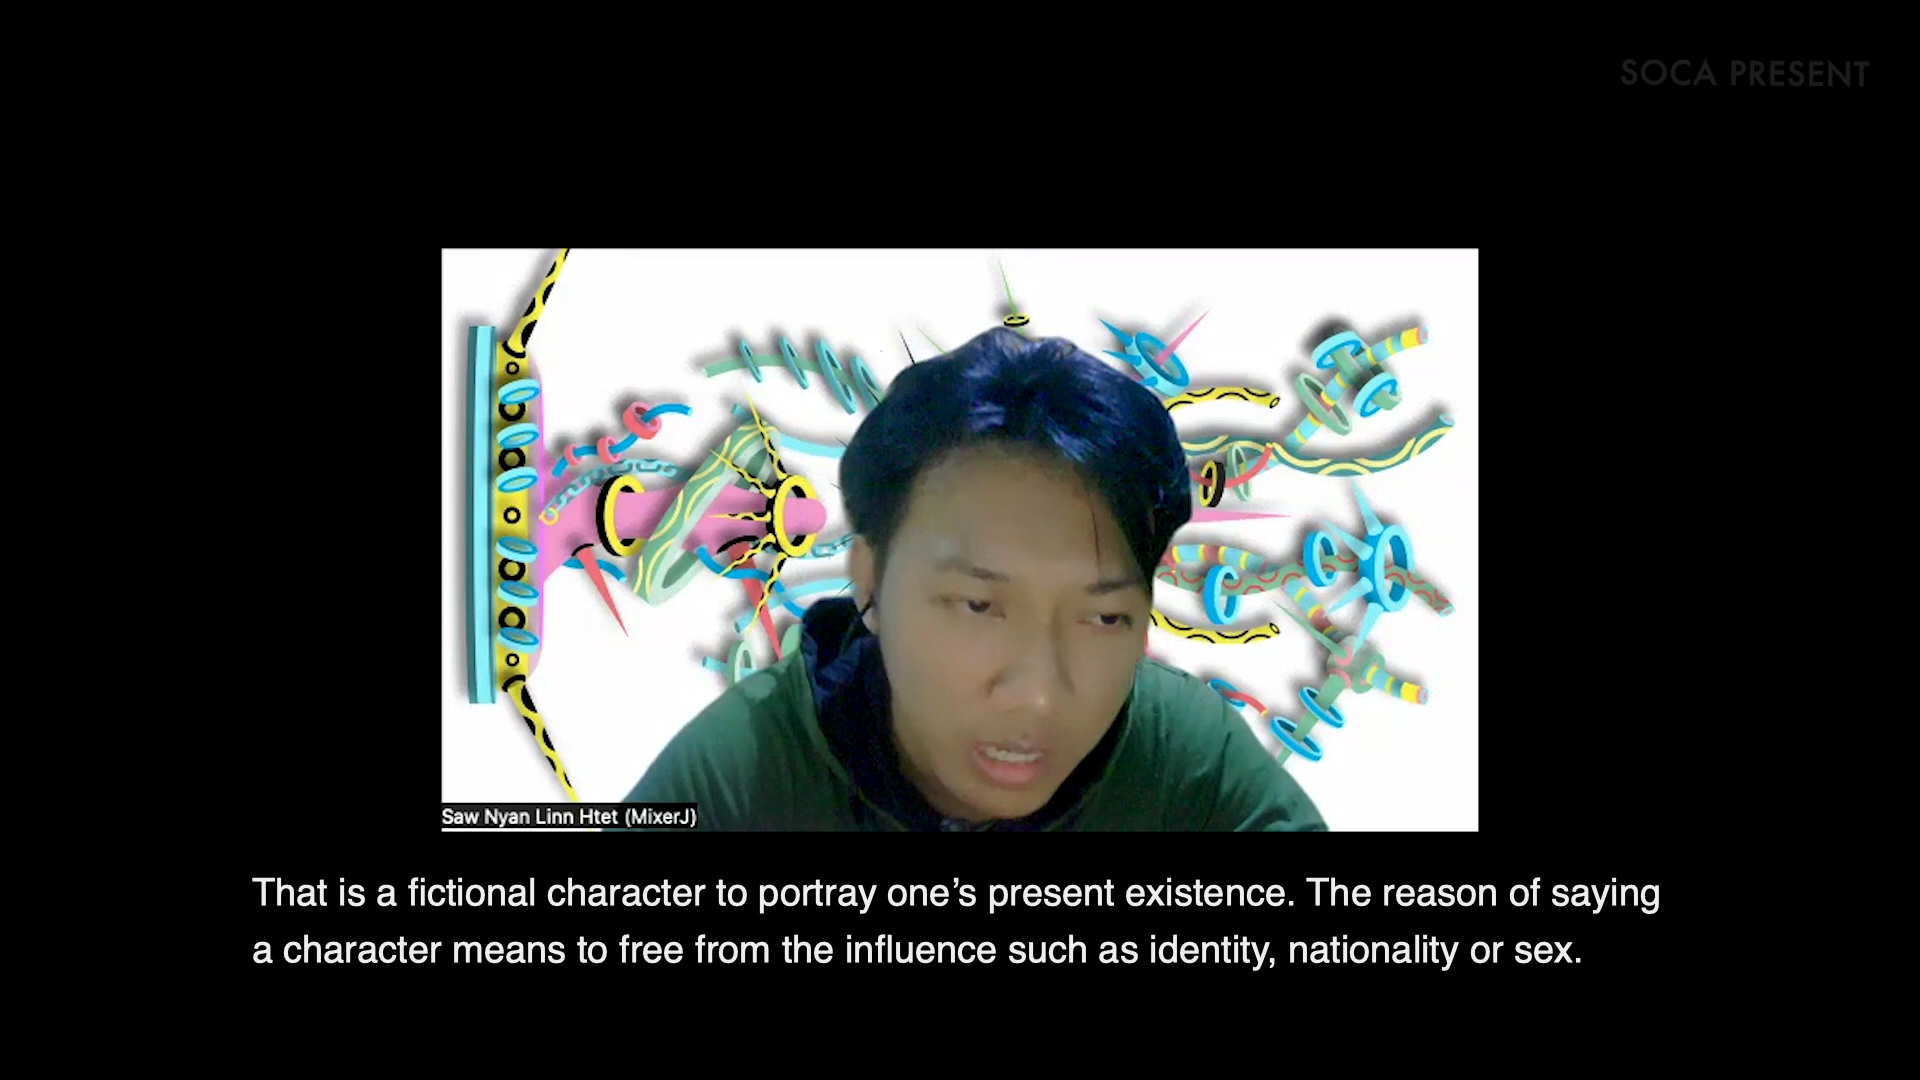 SOCA PRESENT
Saw Nyan Linn Htet (MixerJ)
That is a fictional character to portray one’s present existence. The reason of saying
a character means to free from the influence such as identity, nationality or sex.